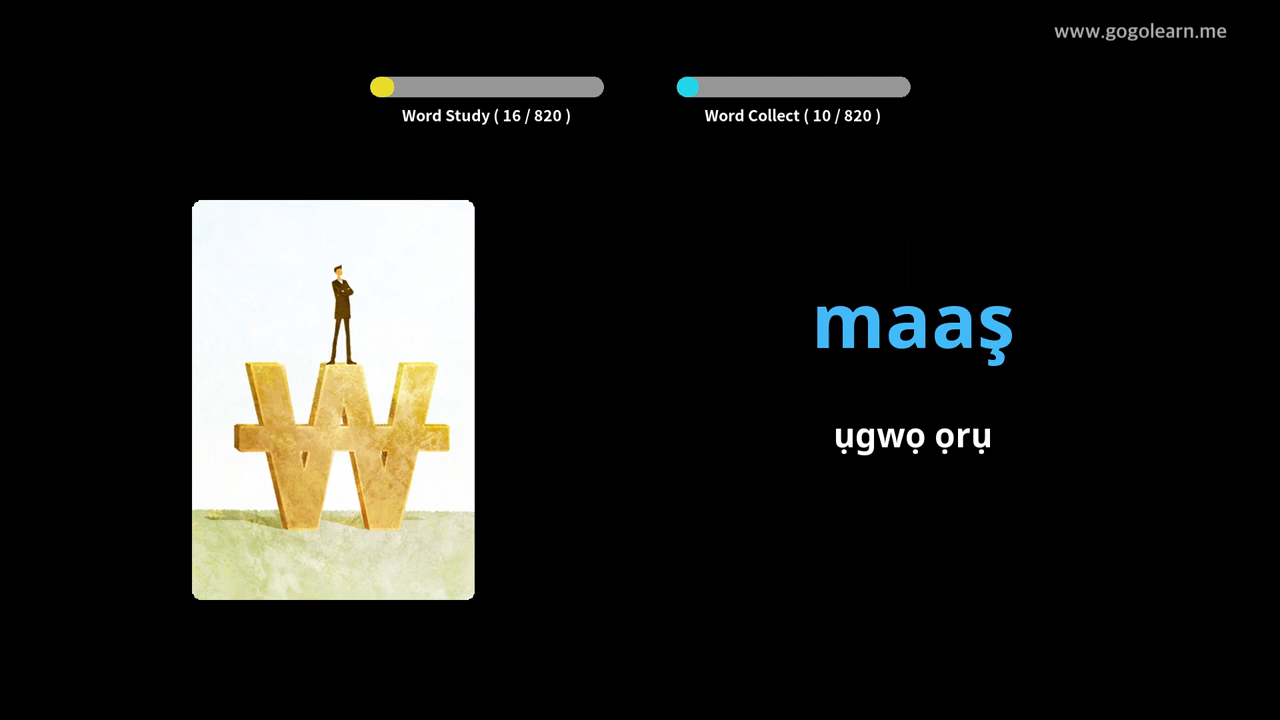 www.gogolearn.me
Word Study ( 16 / 820 )
Word Collect ( 10 / 820 )
maaş
ụgwọ ọrụ